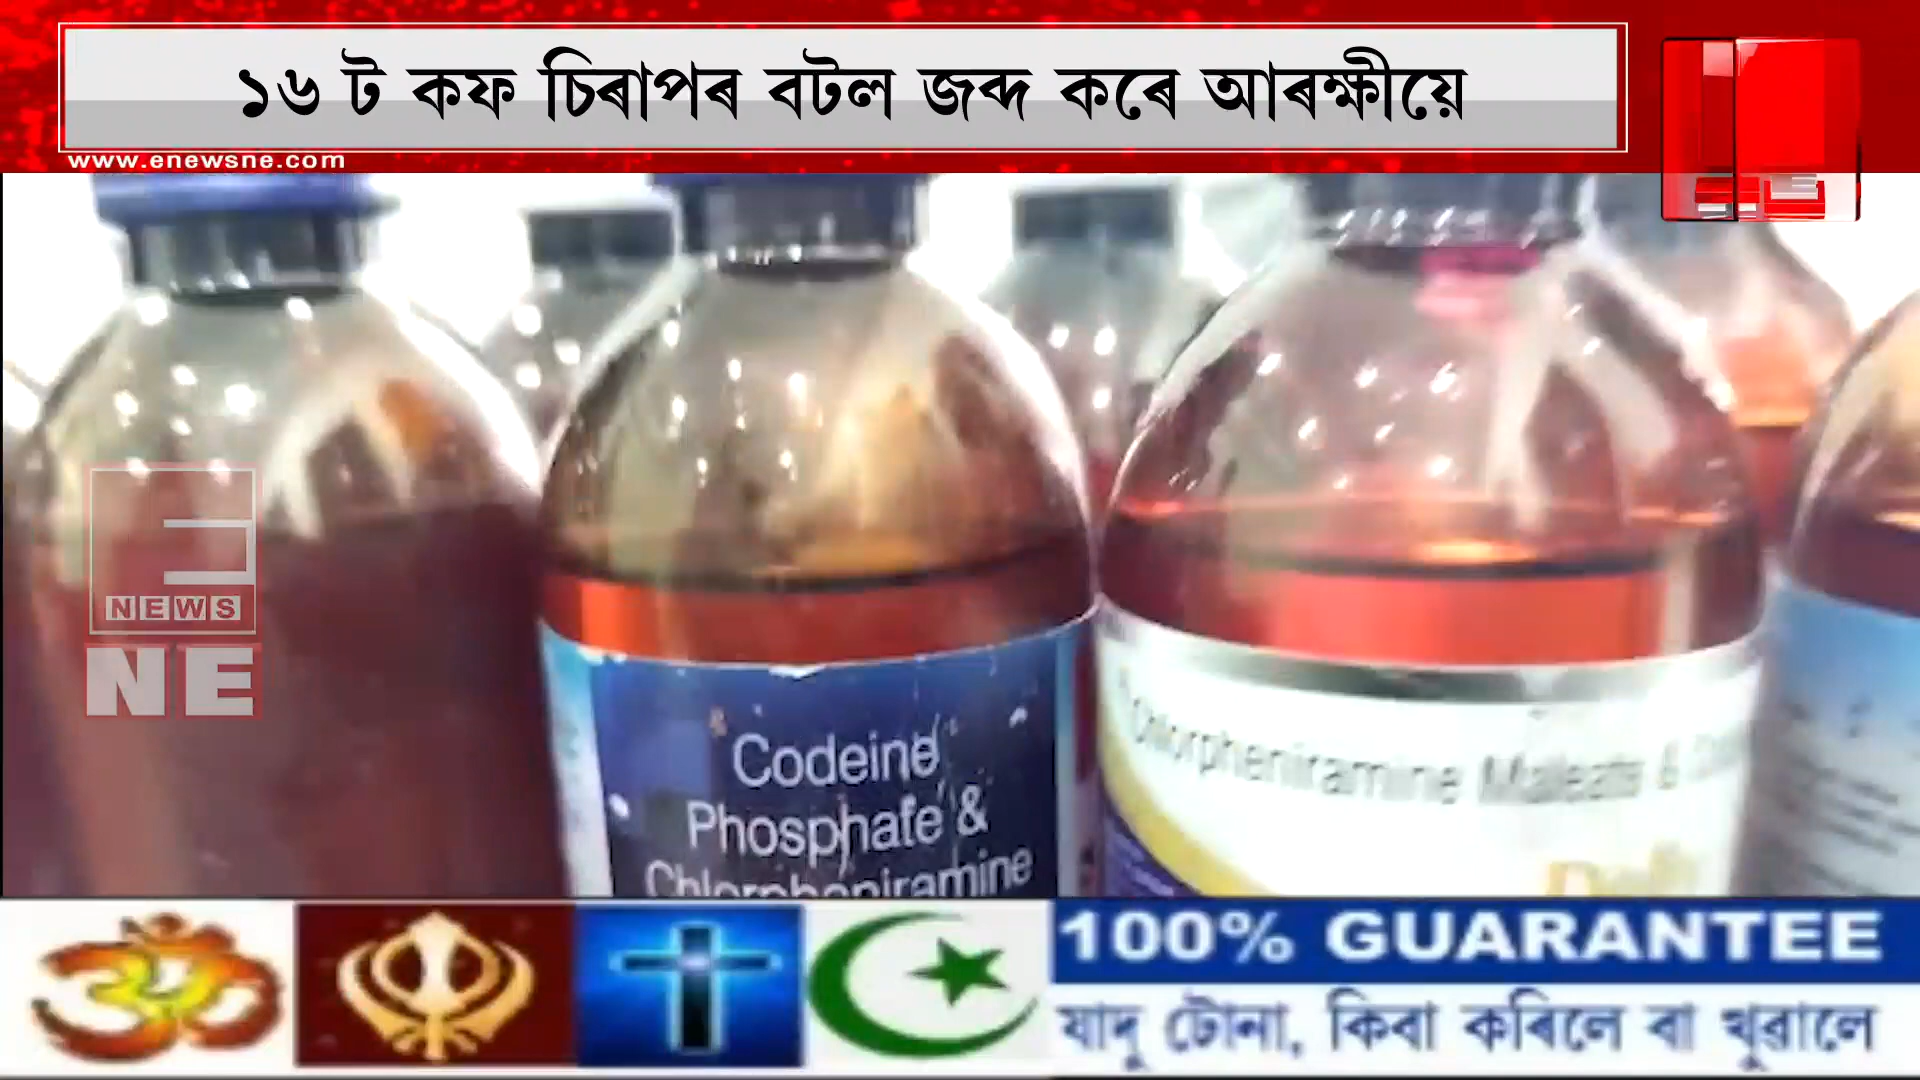 ১৬ ট কফ চিৰাপৰ বটল জব্দ কৰে আৰক্ষীয়ে
www.enewsne.com
NEWS
NE
Codeine
Phosphate &
Chlorpheniramine
Chlorpheniramine Maleate &
100% GUARANTEE
যাদু টোনা, কিবা কৰিলে বা খুৱালে